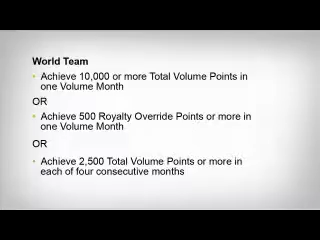 World Team
• Achieve 10,000 or more Total Volume Points in
one Volume Month
OR
• Achieve 500 Royalty Override Points or more in
one Volume Month
OR
• Achieve 2,500 Total Volume Points or more in
each of four consecutive months